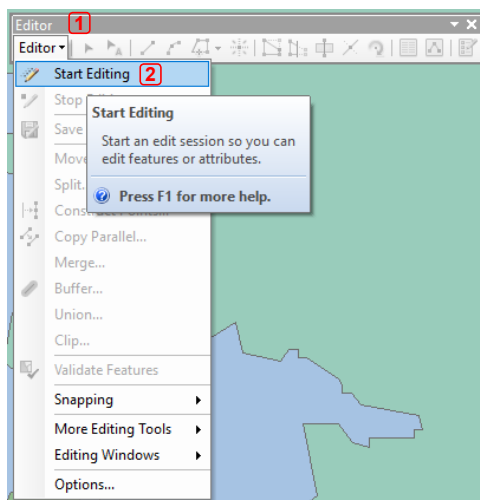 Editor 1
Editor
Start Editing 2
Stop
Start Editing
Start an edit session so you can
edit features or attributes.
Press F1 for more help.
Save
Move
Split.
Copy Parallel...
Merge...
Buffer...
Union...
Clip...
Validate Features
Snapping
More Editing Tools
Editing Windows
Options...